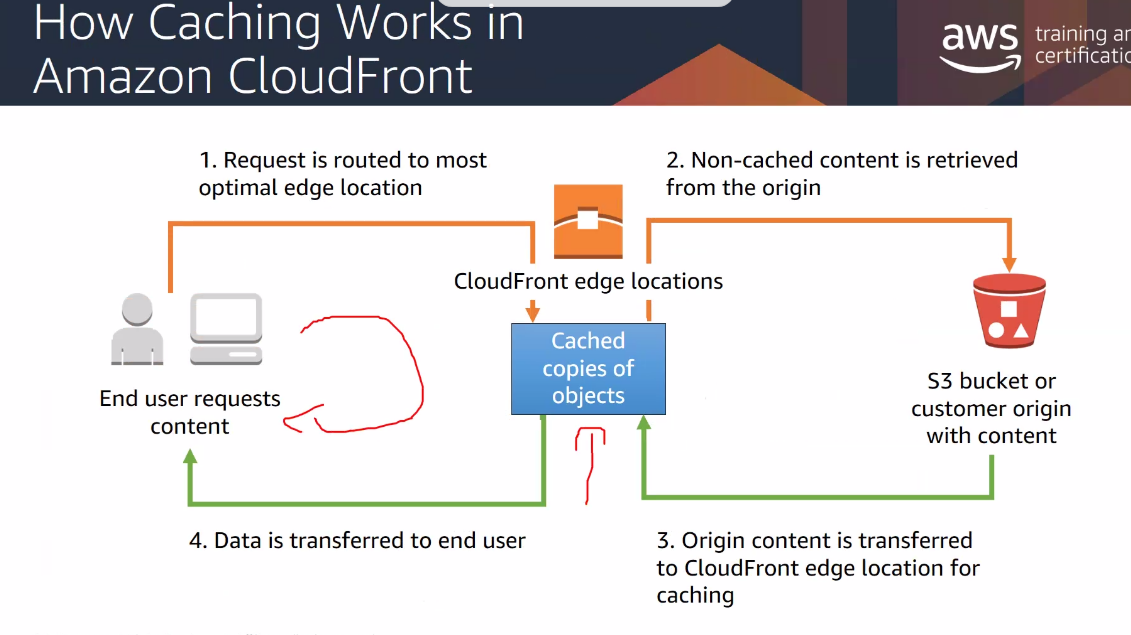 How Caching Works in
Amazon CloudFront
aws
training an
certificatio
1. Request is routed to most
optimal edge location
2. Non-cached content is retrieved
from the origin
CloudFront edge locations
Cached
copies of
objects
End user requests
content
S3 bucket or
customer origin
with content
4. Data is transferred to end user
3. Origin content is transferred
to CloudFront edge location for
caching